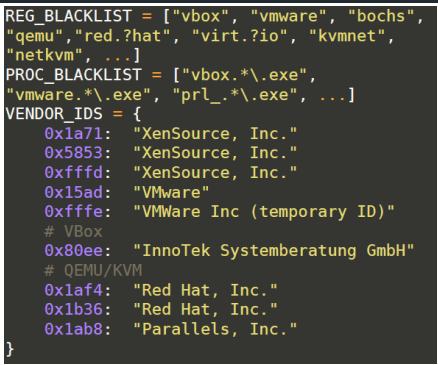 REG_BLACKLIST = ["vbox", "vmware", "bochs",
"qemu","red.?hat", "virt.?io", "kvmnet",
"netkvm", ...]
PROC_BLACKLIST = ["vbox.*\.exe",
"vmware.*\.exe", "prl_.*\.exe", ...]
VENDOR_IDS = {
    0x1a71:  "XenSource, Inc."
    0x5853:  "XenSource, Inc."
    0xfffd:  "XenSource, Inc."
    0x15ad:  "VMware"
    0xfffe:  "VMWare Inc (temporary ID)"
    # VBox
    0x80ee:  "InnoTek Systemberatung GmbH"
    # QEMU/KVM
    0x1af4:  "Red Hat, Inc."
    0x1b36:  "Red Hat, Inc."
    0x1ab8:  "Parallels, Inc."
}